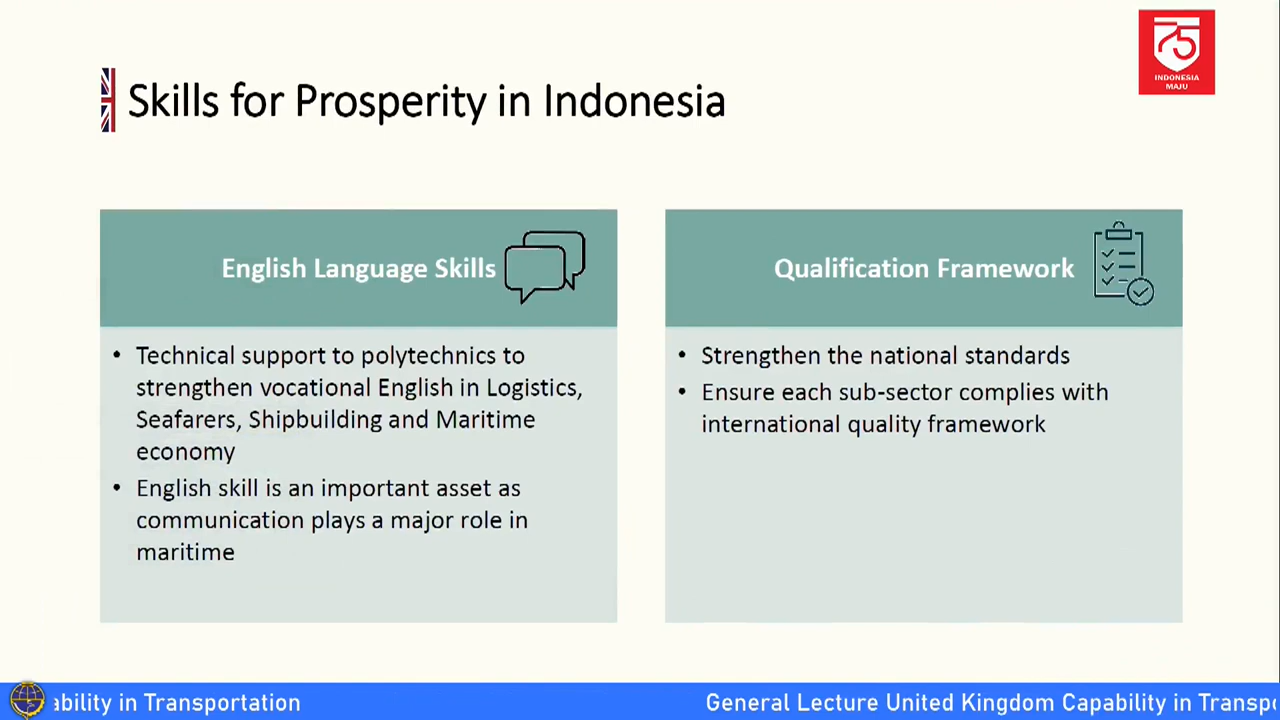 75
INDONESIA
MAJU
Skills for Prosperity in Indonesia
English Language Skills
• Technical support to polytechnics to
strengthen vocational English in Logistics,
Seafarers, Shipbuilding and Maritime
economy
• English skill is an important asset as
communication plays a major role in
maritime
Qualification Framework
• Strengthen the national standards
• Ensure each sub-sector complies with
international quality framework
ability in Transportation
General Lecture United Kingdom Capability in Transpo